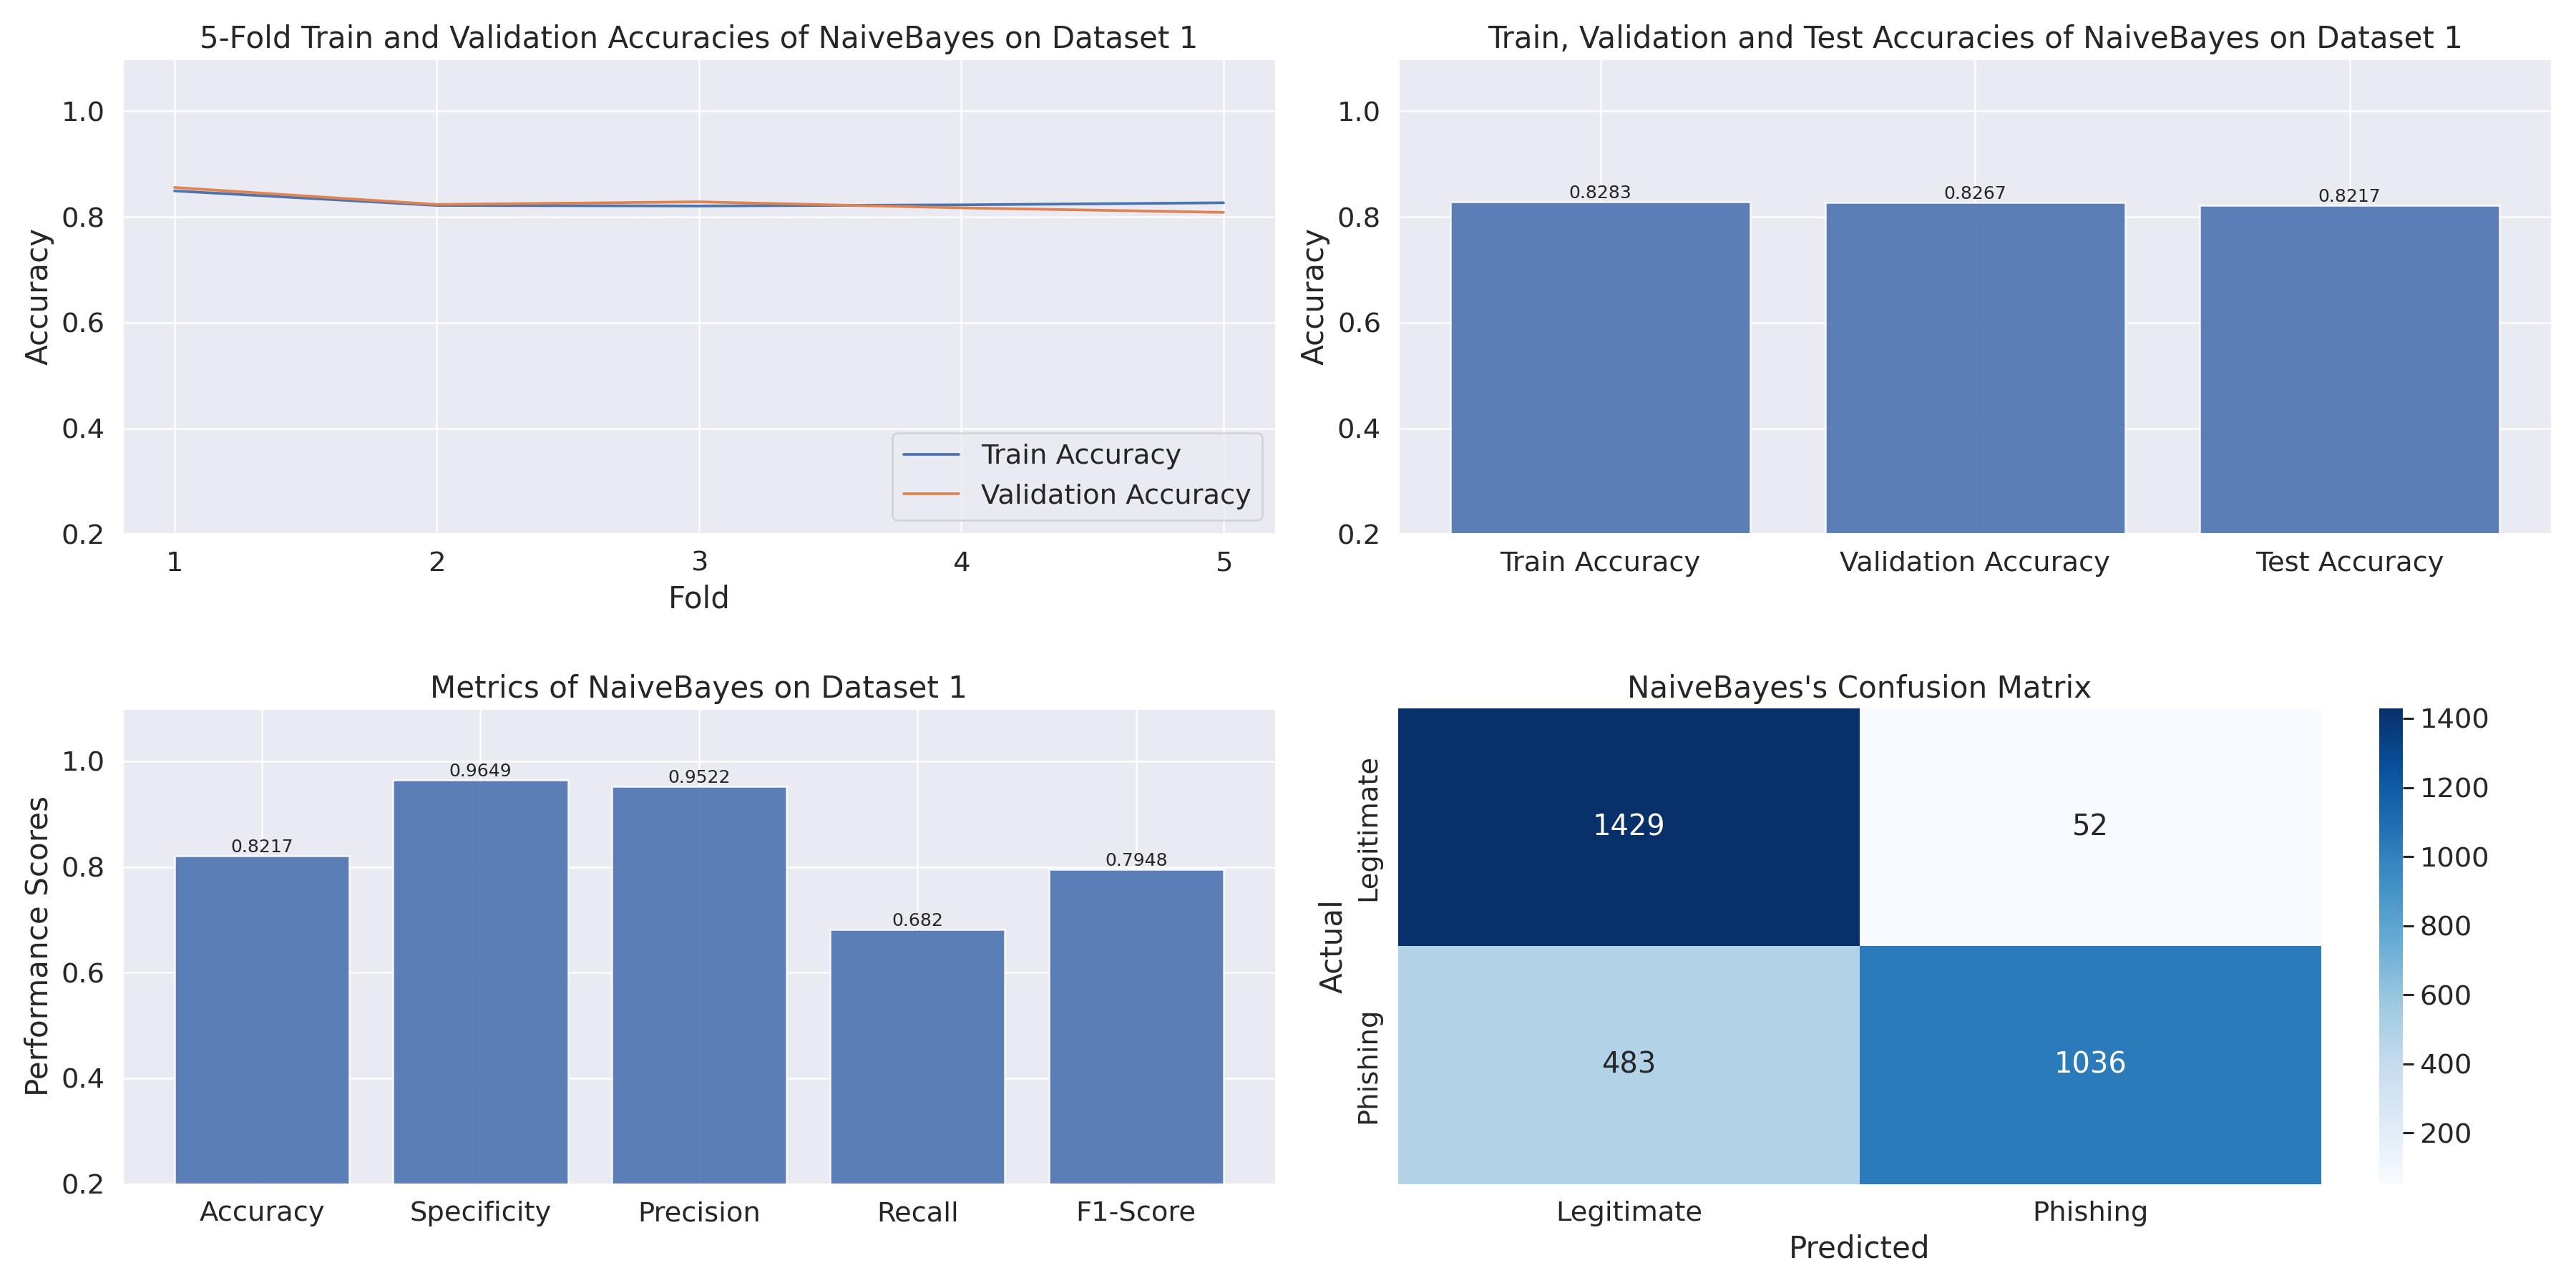 5-Fold Train and Validation Accuracies of NaiveBayes on Dataset 1
Accuracy
1.0
0.8
0.6
0.4
0.2
Train Accuracy
Validation Accuracy
1
2
3
4
5
Fold
Train, Validation and Test Accuracies of NaiveBayes on Dataset 1
Accuracy
1.0
0.8
0.6
0.4
0.2
0.8283
0.8267
0.8217
Train Accuracy
Validation Accuracy
Test Accuracy
Metrics of NaiveBayes on Dataset 1
Performance Scores
1.0
0.8
0.6
0.4
0.2
0.8217
0.9649
0.9522
0.682
0.7948
Accuracy
Specificity
Precision
Recall
F1-Score
NaiveBayes's Confusion Matrix
Actual
Legitimate
Phishing
1429
52
483
1036
Legitimate
Phishing
Predicted
1400
1200
1000
800
600
400
200